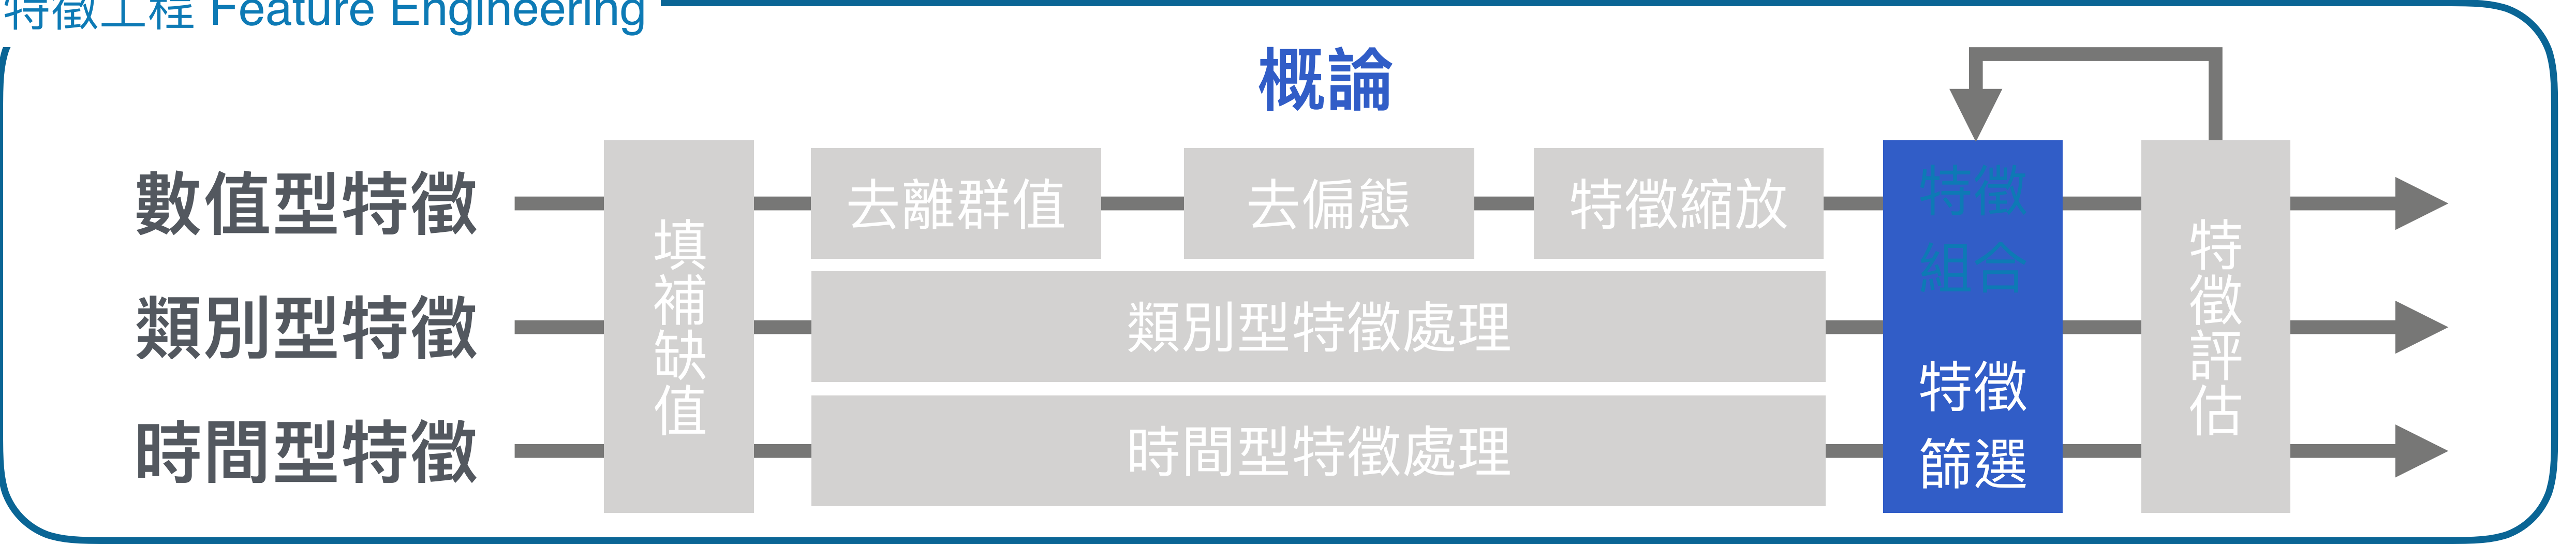 特徵工程 Feature Engineering
概論
數值型特徵
類別型特徵
時間型特徵
填補缺值
去離群值
去偏態
特徵縮放
類別型特徵處理
時間型特徵處理
特徵
組合
特徵
篩選
特徵評估